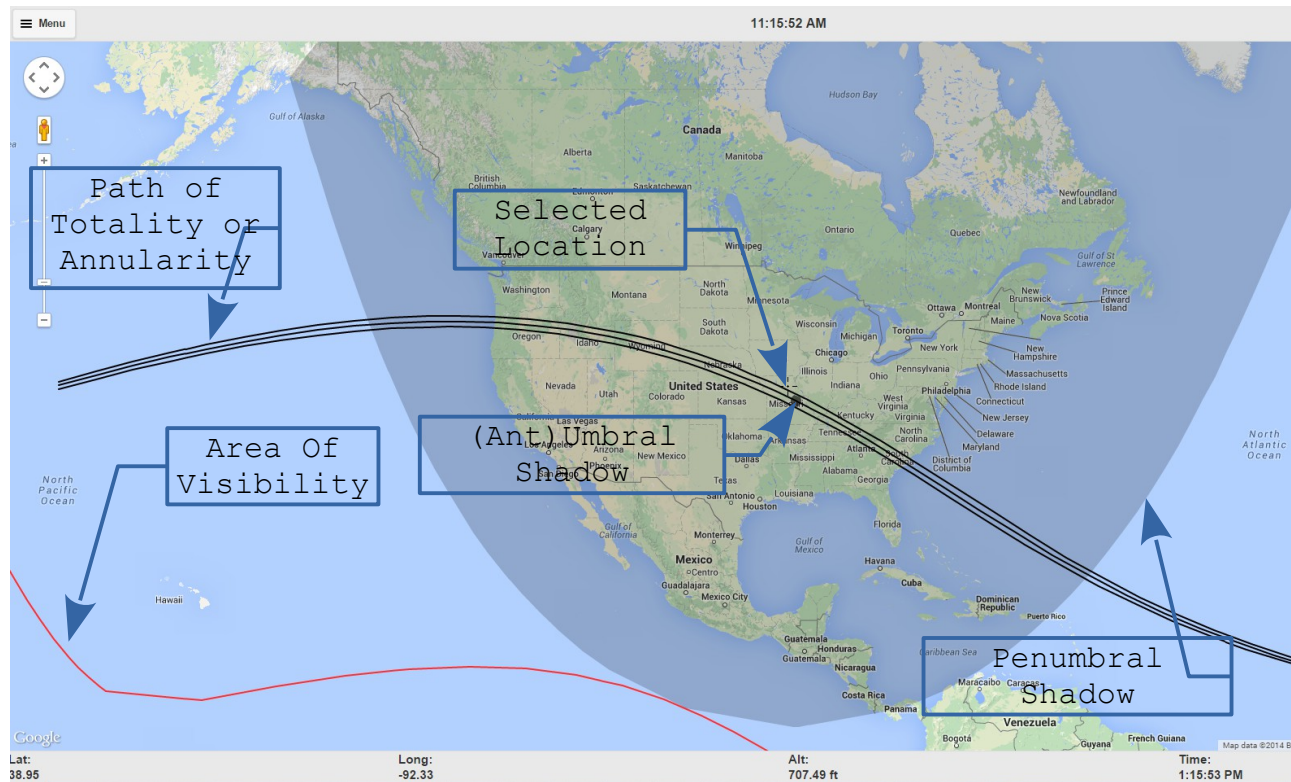 Menu
11:15:52 AM
Hudson Bay
Gulf of Alaska
Canada
Alberta
Manitoba
British Columbia
Edmonton
Saskatchewan
Newfoundland and Labrador
Path of
Totality or
Annularity
Selected
Location
Calgary
Ontario
Quebec
Vancouver
Winnipeg
Gulf of St Lawrence
Washington
Montana
North Dakota
Minnesota
New Brunswick
Prince Edward Island
Ottawa
Montreal
Maine
Nova Scotia
Oregon
Idaho
Wyoming
South Dakota
Wisconsin
Michigan
Toronto
New York
New Hampshire
Chicago
Nebraska
Illinois
Indiana
Ohio
Pennsylvania
Massachusetts
Rhode Island
Nevada
Utah
Colorado
United States
Kansas
Missouri
West Virginia
Philadelphia
Connecticut
New Jersey
Kentucky
Virginia
Delaware
Maryland
California
Las Vegas
(Ant)Umbral
Shadow
Oklahoma
Arkansas
Tennessee
North Carolina
District of Columbia
North Atlantic Ocean
Area Of
Visibility
Los Angeles
Arizona
Phoenix
New Mexico
San Diego
Dallas
Mississippi
Atlanta
South Carolina
Alabama
Georgia
Texas
North Pacific Ocean
San Antonio
Houston
Louisiana
Florida
Gulf of California
Monterrey
Gulf of Mexico
Mexico
Centro
Guadalajara
Mexico City
Havana
Cuba
Hawaii
Dominican Republic
Puerto Rico
Guatemala
Honduras
Guatemala
Nicaragua
Caribbean Sea
Penumbral
Shadow
Maracaibo
Caracas
Costa Rica
Panama
Venezuela
Bogotá
Guyana
French Guiana
Google
Map data ©2014
Lat:
38.95
Long:
-92.33
Alt:
707.49 ft
Time:
1:15:53 PM